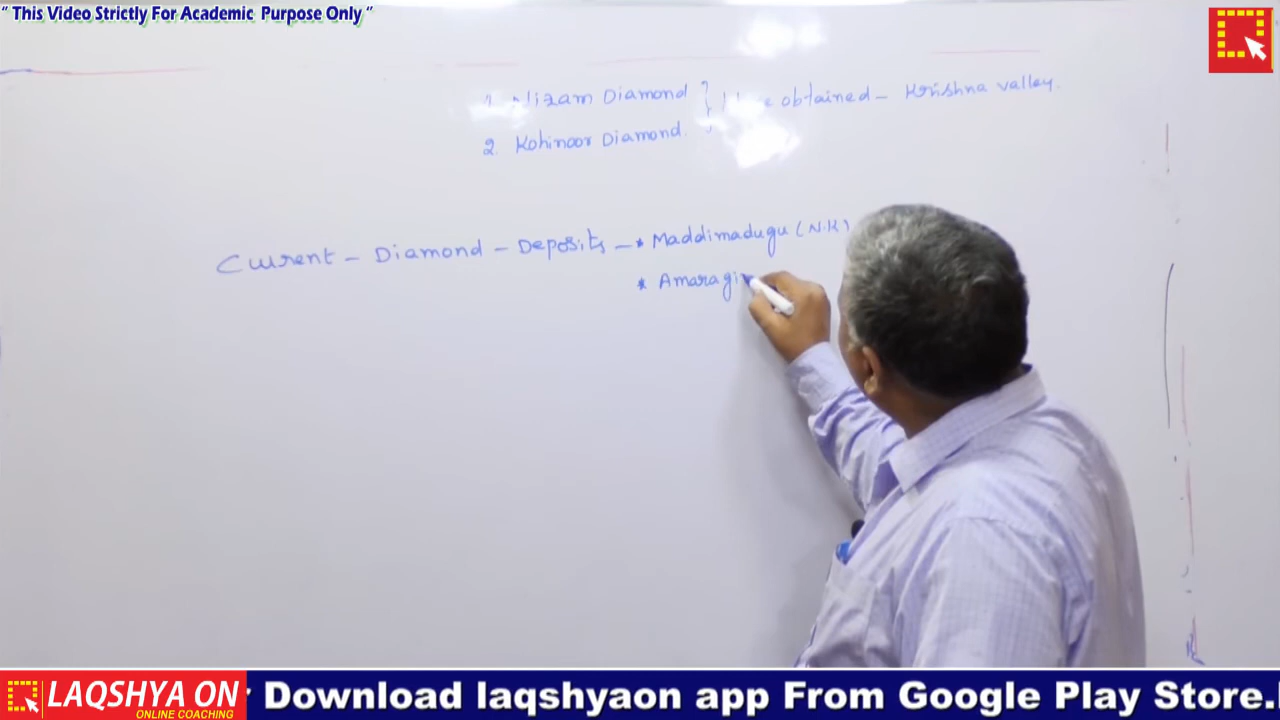 “ This Video Strictly For Academic Purpose Only ”
1. Nizam Diamond } obtained - Krishna valley.
2. Kohinoor Diamond.
Current - Diamond - Deposits - * Maddimadugu (N.K)
* Amaragi
LAQSHYA ON
ONLINE COACHING
Download laqshyaon app From Google Play Store.